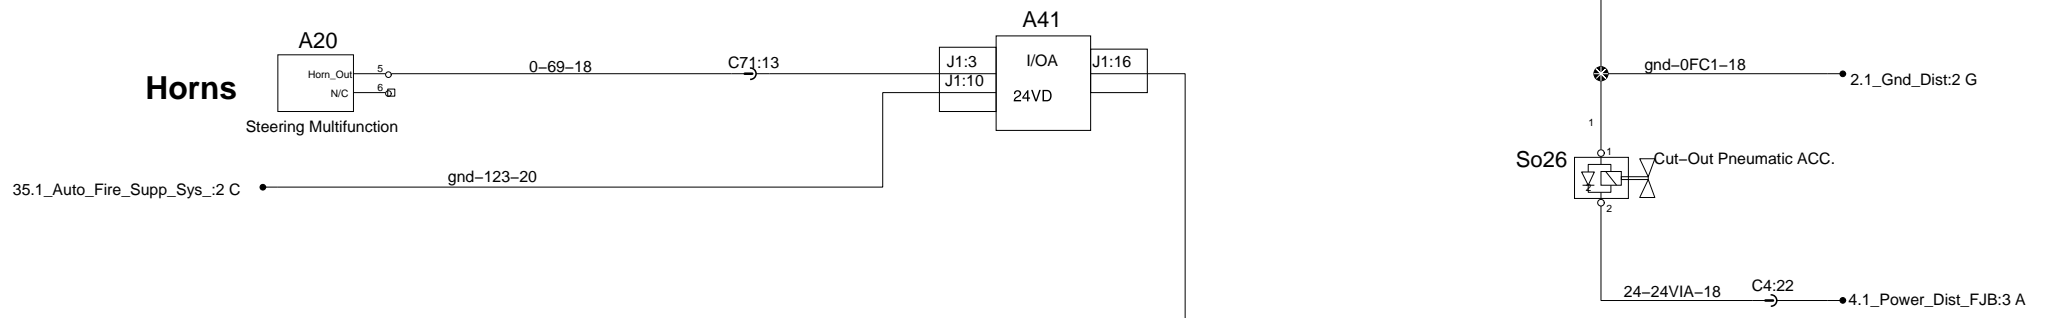 A41
A20
Horns
Horn_Out
5
N/C
6
Steering Multifunction
0−69−18
C71:13
J1:3
J1:10
I/OA
24VD
J1:16
gnd−123−20
35.1_Auto_Fire_Supp_Sys_:2 C
gnd−0FC1−18
2.1_Gnd_Dist:2 G
1
So26
1
Cut−Out Pneumatic ACC.
2
2
24−24VIA−18
C4:22
4.1_Power_Dist_FJB:3 A